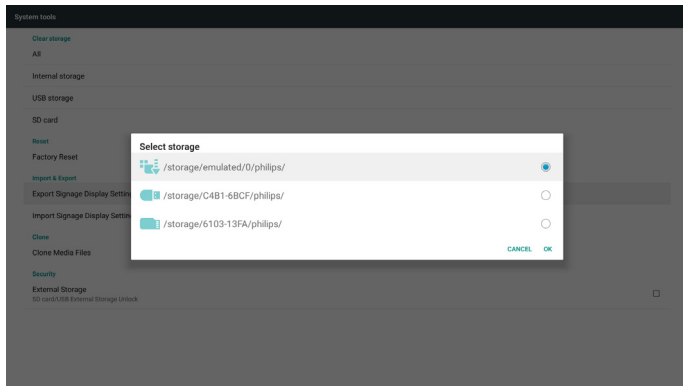 System tools
Clear storage
All
Internal storage
USB storage
SD card
Reset
Factory Reset
Import & Export
Export Signage Display Setting
Import Signage Display Settin
Clone
Clone Media Files
Security
External Storage
SD card/USB External Storage Unlock
Select storage
/storage/emulated/0/philips/
/storage/C4B1-6BCF/philips/
/storage/6103-13FA/philips/
CANCEL OK